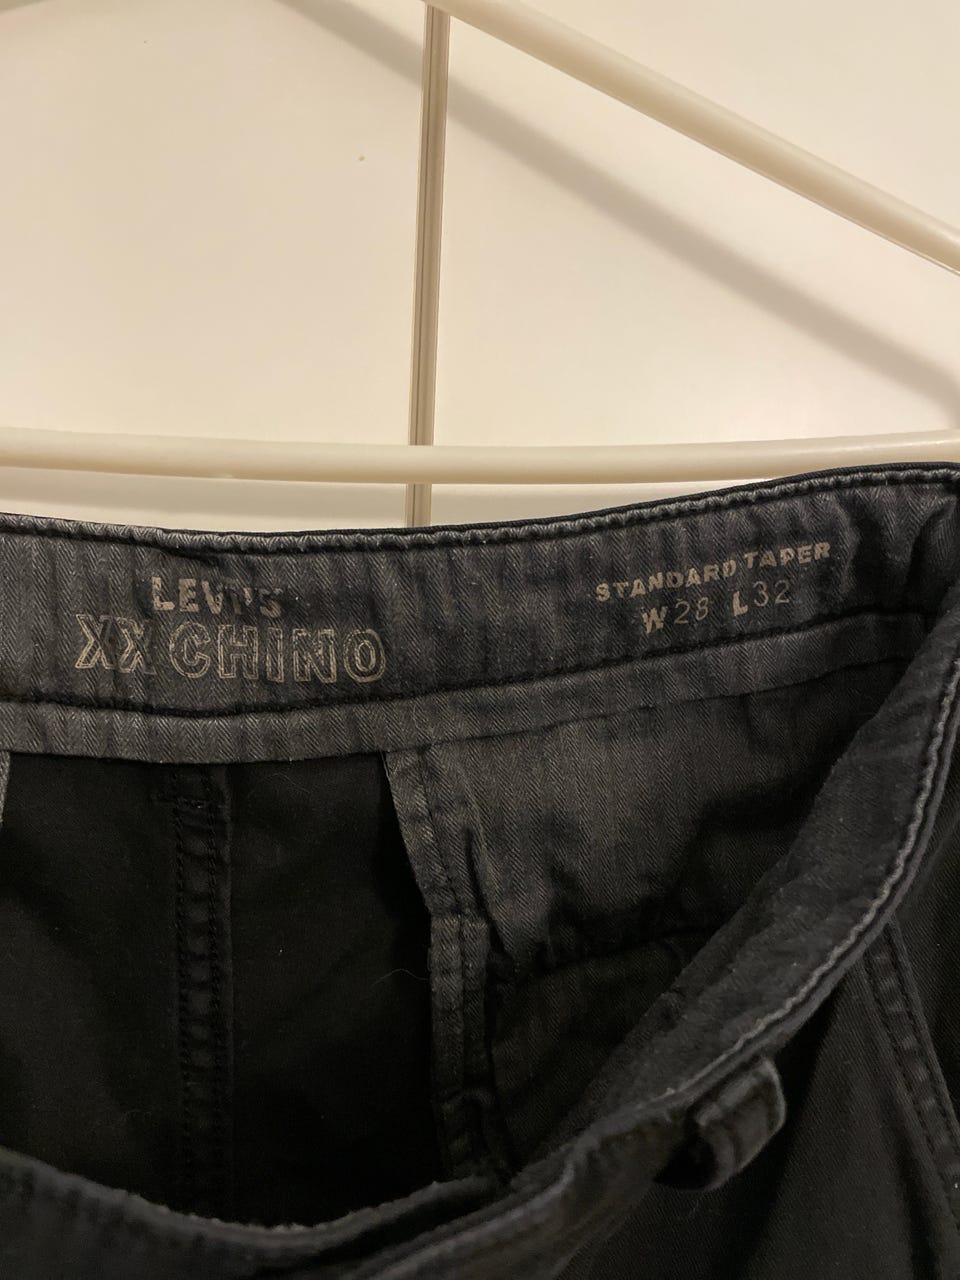 LEVI'S
XX CHINO
STANDARD TAPER
W28 L32